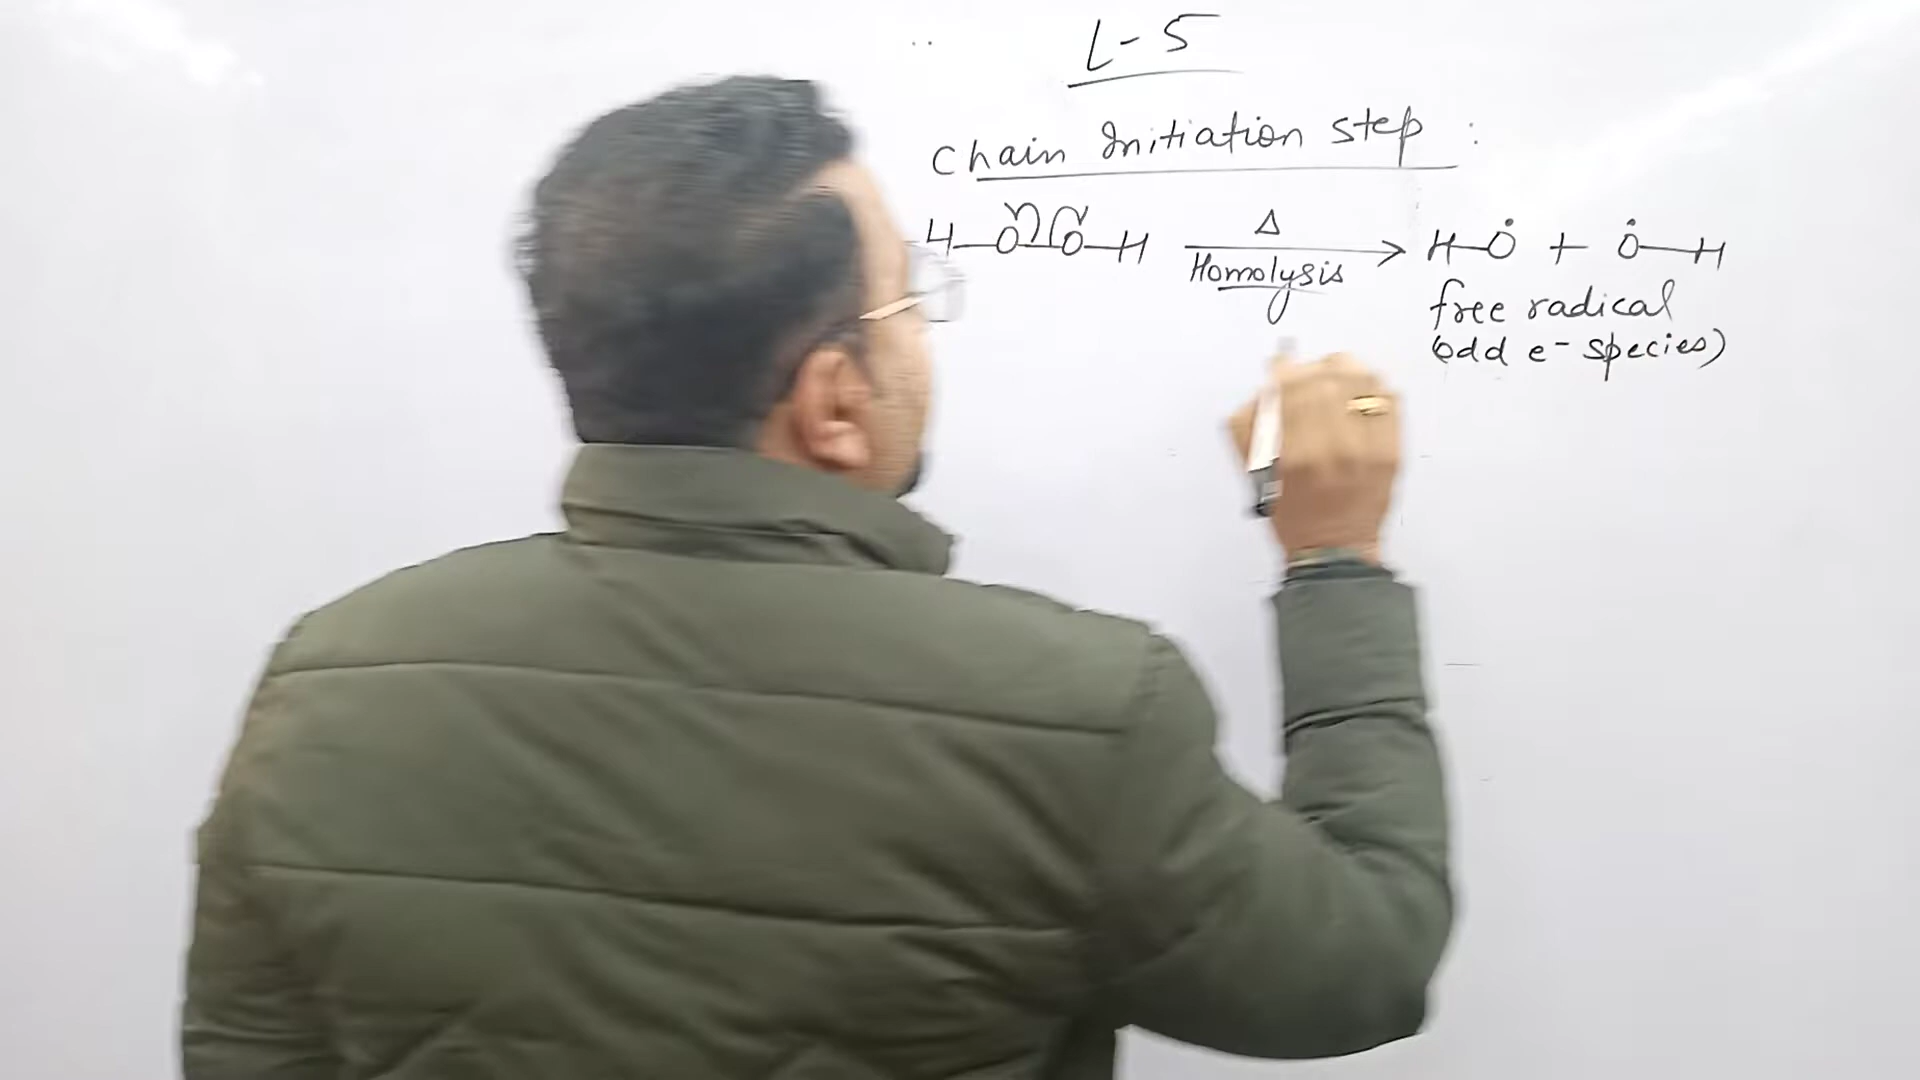 L-5
Chain Initiation step :
H—O—O—H Δ Homolysis → H—Ȯ + Ȯ—H
free radical
(odd e- species)